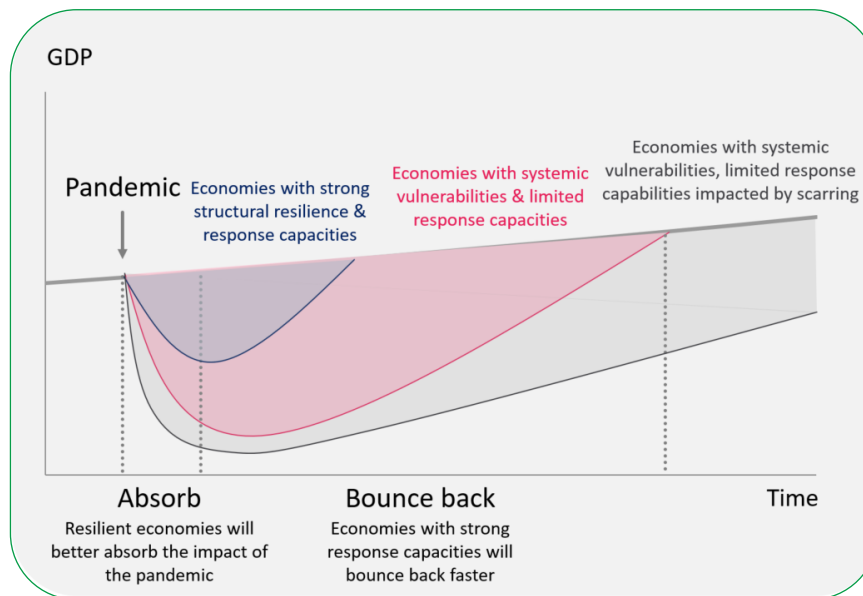 GDP
Pandemic
Economies with strong
structural resilience &
response capacities
Economies with systemic
vulnerabilities & limited
response capacities
Economies with systemic
vulnerabilities, limited response
capabilities impacted by scarring
Absorb
Resilient economies will
better absorb the impact of
the pandemic
Bounce back
Economies with strong
response capacities will
bounce back faster
Time